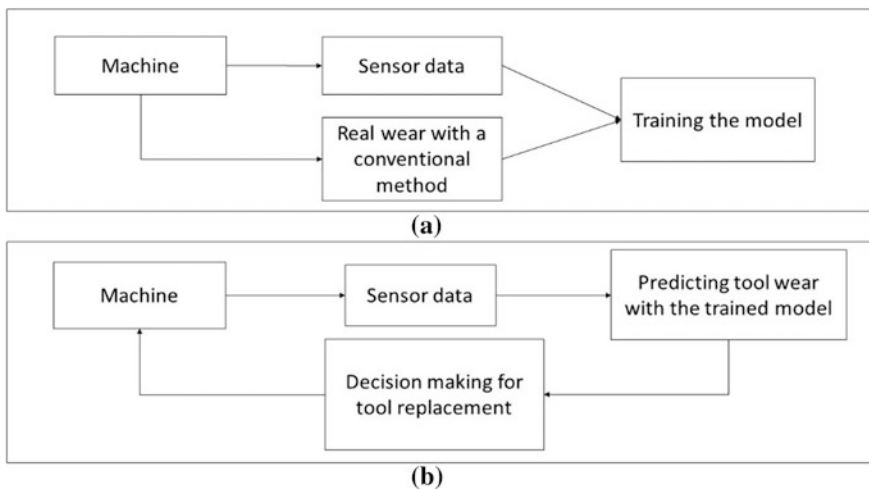 Machine
Sensor data
Real wear with a
conventional
method
Training the model
(a)
Machine
Sensor data
Predicting tool wear
with the trained model
Decision making for
tool replacement
(b)